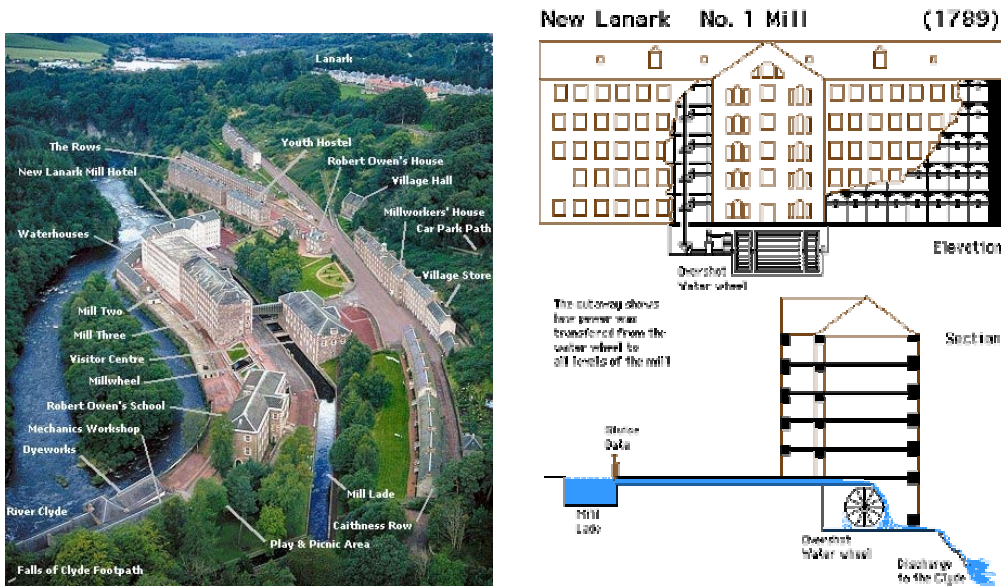 Lanark
The Rows
Youth Hostel
Robert Owen's House
New Lanark Mill Hotel
Village Hall
Millworkers' House
Car Park Path
Waterhouses
Village Store
Mill Two
Mill Three
Visitor Centre
Millwheel
Robert Owen's School
Mechanics Workshop
Dyeworks
Mill Lade
River Clyde
Caithness Row
Play & Picnic Area
Falls of Clyde Footpath
New Lanark No. 1 Mill (1789)
Elevation
Overshot
Water wheel
The cutaway shows
how power was
transferred from the
water wheel to
all levels of the mill
Section
Sluice
Mill
Lade
Overshot
Water wheel
Discharge
to the Clyde